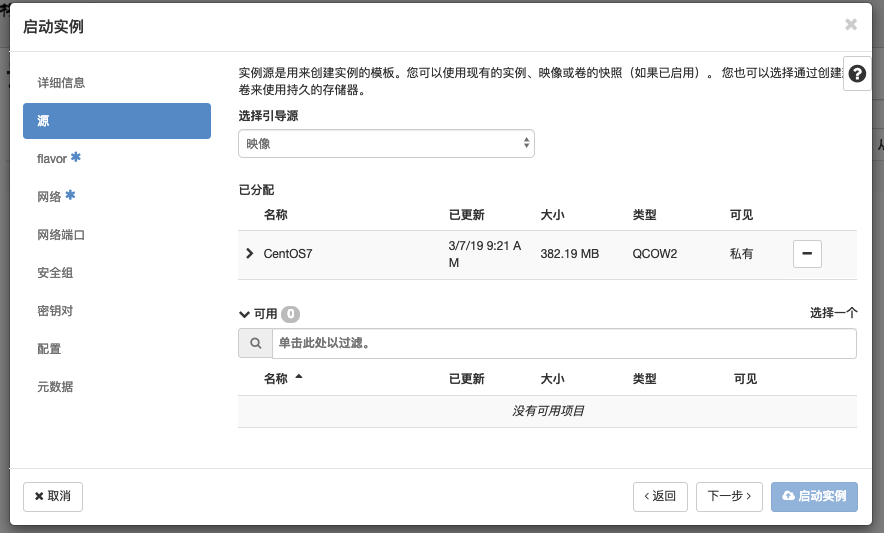 启动实例
×
详细信息
源
flavor *
网络 *
网络端口
安全组
密钥对
配置
元数据
实例源是用来创建实例的模板。您可以使用现有的实例、映像或卷的快照（如果已启用）。 您也可以选择通过创建
卷来使用持久的存储器。
?
选择引导源
映像
已分配
名称 已更新 大小 类型 可见
CentOS7 3/7/19 9:21 A
M 382.19 MB QCOW2 私有
可用 0 选择一个
单击此处以过滤。
名称 已更新 大小 类型 可见
没有可用项目
取消
返回 下一步 启动实例